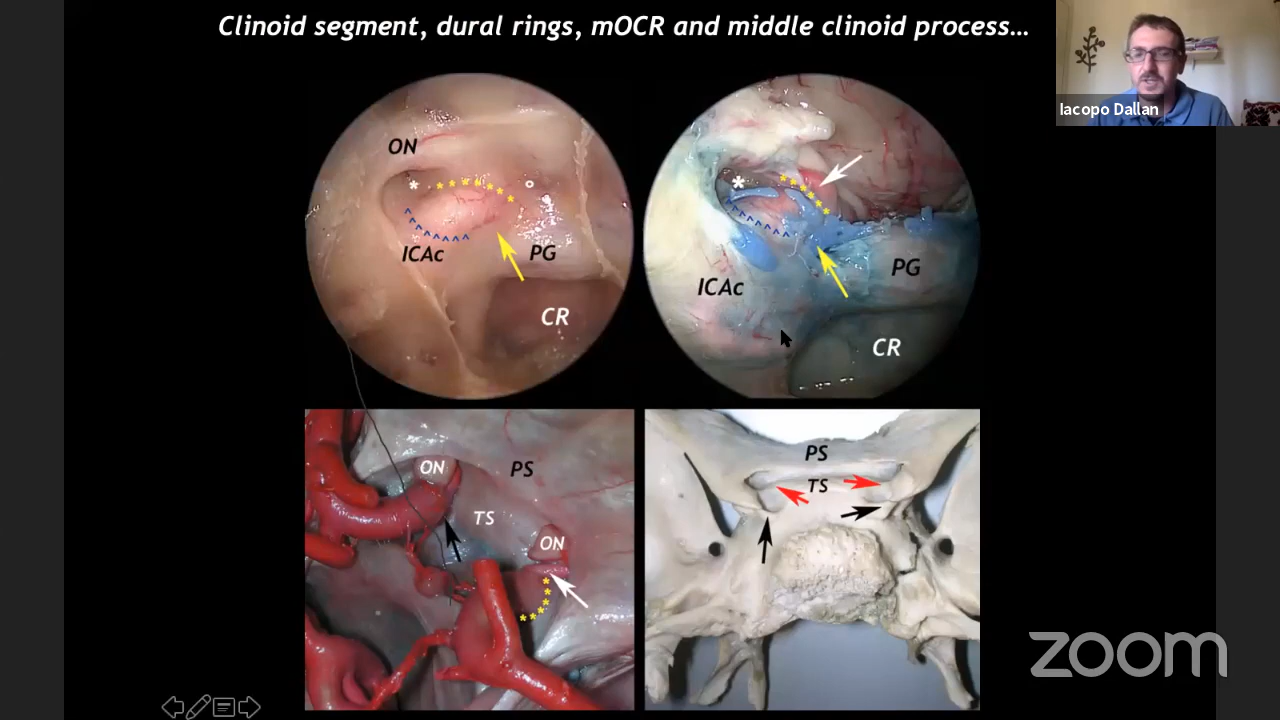 Clinoid segment, dural rings, mOCR and middle clinoid process…
Iacopo Dallan
ON
ICAc
PG
CR
ICAc
PG
CR
ON
PS
TS
ON
PS
TS
zoom